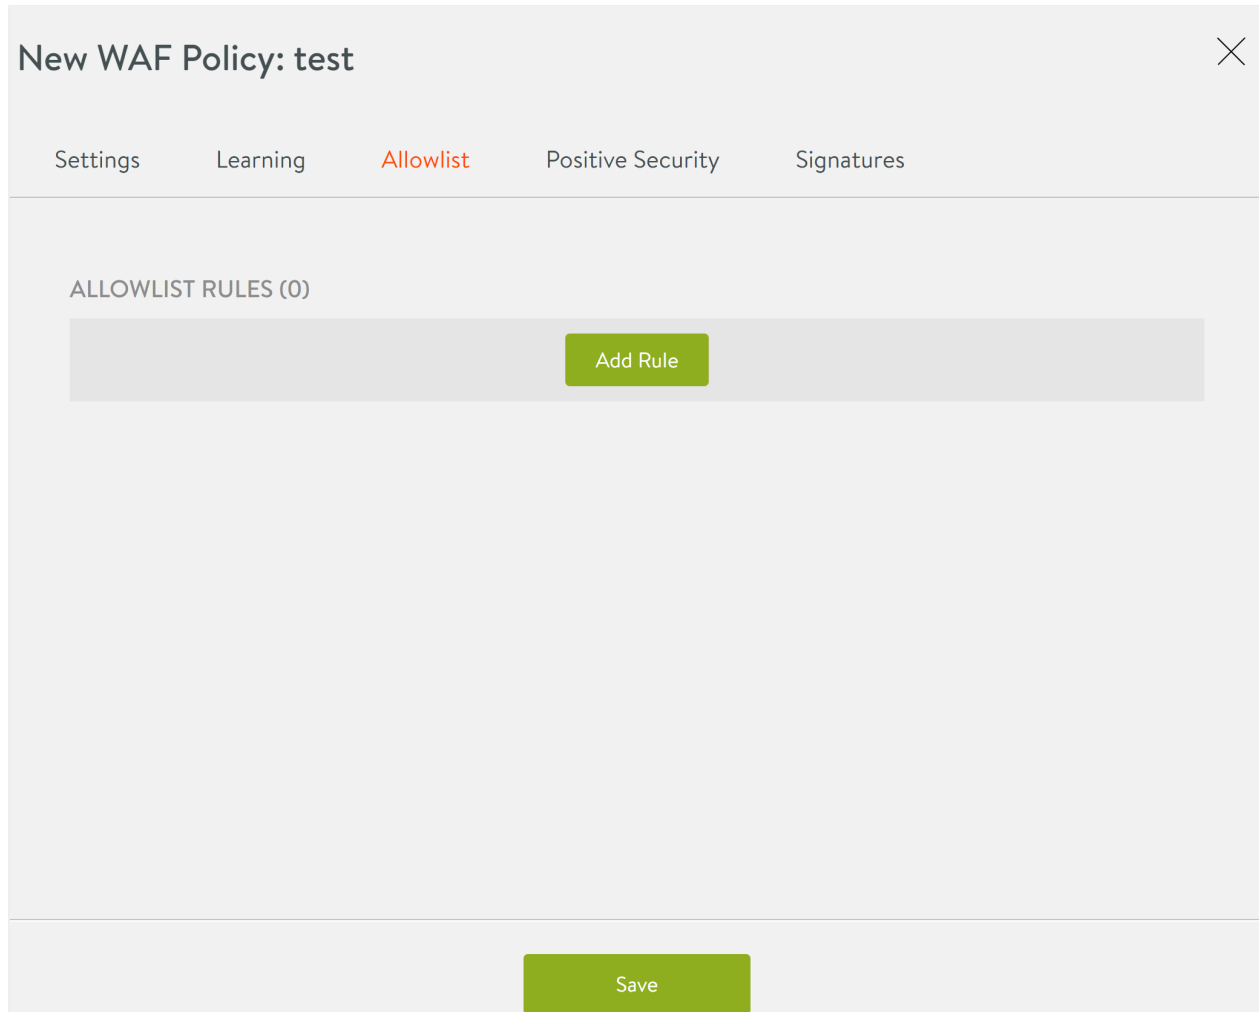 New WAF Policy: test
Settings Learning Allowlist Positive Security Signatures
ALLOWLIST RULES (0)
Add Rule
Save